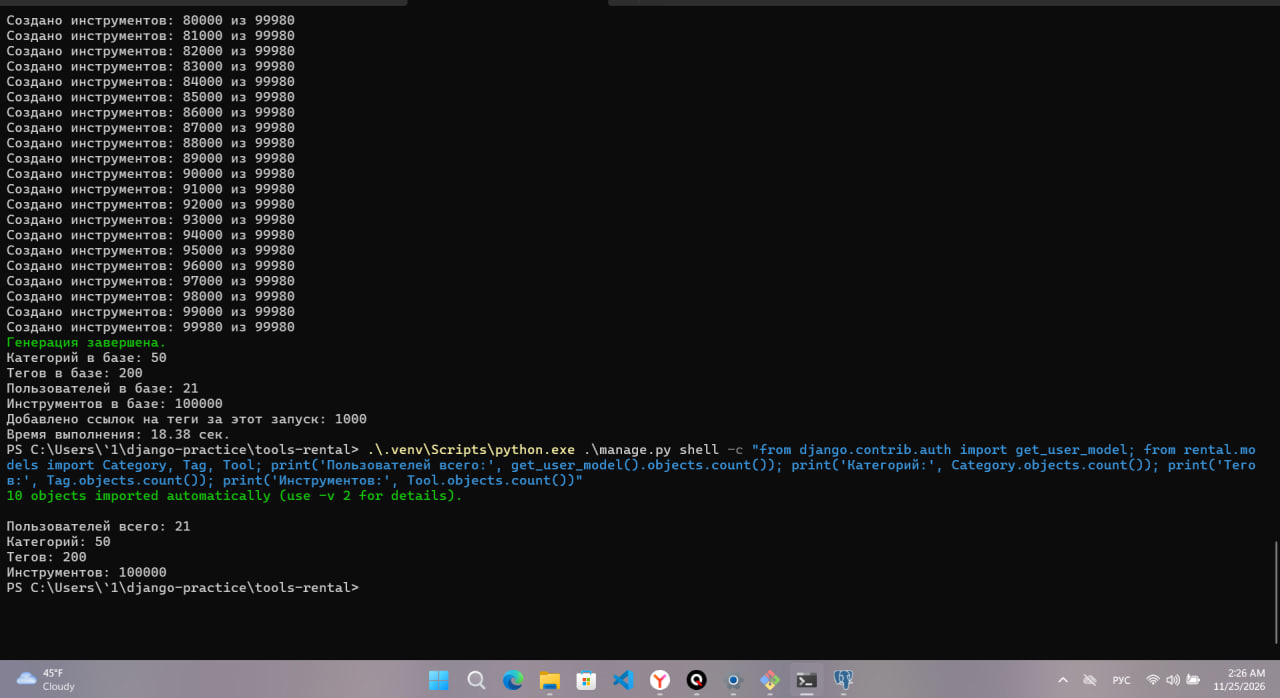 Создано инструментов: 80000 из 99980
Создано инструментов: 81000 из 99980
Создано инструментов: 82000 из 99980
Создано инструментов: 83000 из 99980
Создано инструментов: 84000 из 99980
Создано инструментов: 85000 из 99980
Создано инструментов: 86000 из 99980
Создано инструментов: 87000 из 99980
Создано инструментов: 88000 из 99980
Создано инструментов: 89000 из 99980
Создано инструментов: 90000 из 99980
Создано инструментов: 91000 из 99980
Создано инструментов: 92000 из 99980
Создано инструментов: 93000 из 99980
Создано инструментов: 94000 из 99980
Создано инструментов: 95000 из 99980
Создано инструментов: 96000 из 99980
Создано инструментов: 97000 из 99980
Создано инструментов: 98000 из 99980
Создано инструментов: 99000 из 99980
Создано инструментов: 99980 из 99980
Генерация завершена.
Категорий в базе: 50
Тегов в базе: 200
Пользователей в базе: 21
Инструментов в базе: 100000
Добавлено ссылок на теги за этот запуск: 1000
Время выполнения: 18.38 сек.
PS C:\Users\`1\django-practice\tools-rental> .\.venv\Scripts\python.exe .\manage.py shell -c "from django.contrib.auth import get_user_model; from rental.mo
dels import Category, Tag, Tool; print('Пользователей всего:', get_user_model().objects.count()); print('Категорий:', Category.objects.count()); print('Тего
в:', Tag.objects.count()); print('Инструментов:', Tool.objects.count())"
10 objects imported automatically (use -v 2 for details).
Пользователей всего: 21
Категорий: 50
Тегов: 200
Инструментов: 100000
PS C:\Users\`1\django-practice\tools-rental>
45°F
Cloudy
РУС
2:26 AM
11/25/2026